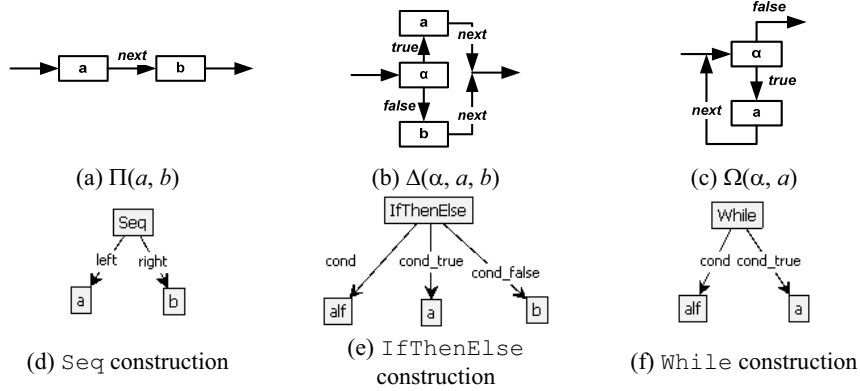 next
a
b
(a) Π(a, b)
a
next
true
α
false
b
next
(b) Δ(α, a, b)
false
α
true
next
a
(c) Ω(α, a)
Seq
left
right
a
b
(d) Seq construction
IfThenElse
cond
cond_true
cond_false
alf
a
b
(e) IfThenElse
construction
While
cond
cond_true
alf
a
(f) While construction